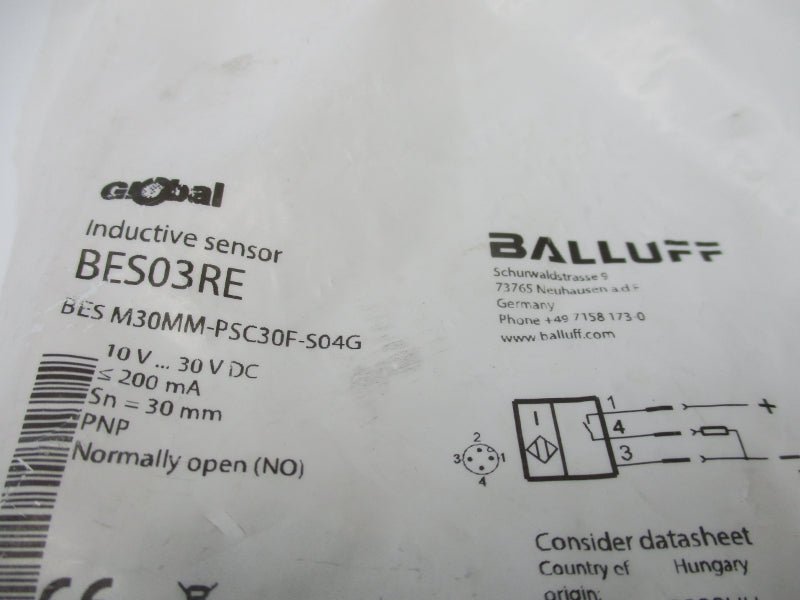 Global
Inductive sensor
BES03RE
BES M30MM-PSC30F-S04G
10 V ... 30 V DC
≤ 200 mA
Sn = 30 mm
PNP
Normally open (NO)
BALLUFF
Schurwaldstrasse 9
73765 Neuhausen a.d.F
Germany
Phone +49 7158 173-0
www.balluff.com
1
+
I
4
2
3
3
1
4
-
Consider datasheet
Country of Hungary
origin:
CE